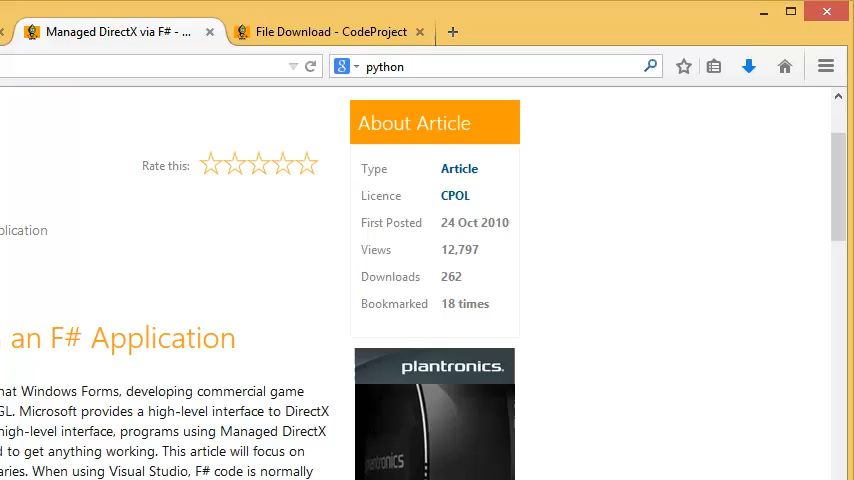 Managed DirectX via F# - ...
File Download - CodeProject
python
About Article
Rate this:
Type Article
Licence CPOL
First Posted 24 Oct 2010
Views 12,797
Downloads 262
Bookmarked 18 times
plication
an F# Application
plantronics.
hat Windows Forms, developing commercial game
GL. Microsoft provides a high-level interface to DirectX
high-level interface, programs using Managed DirectX
d to get anything working. This article will focus on
aries. When using Visual Studio, F# code is normally
plantronics